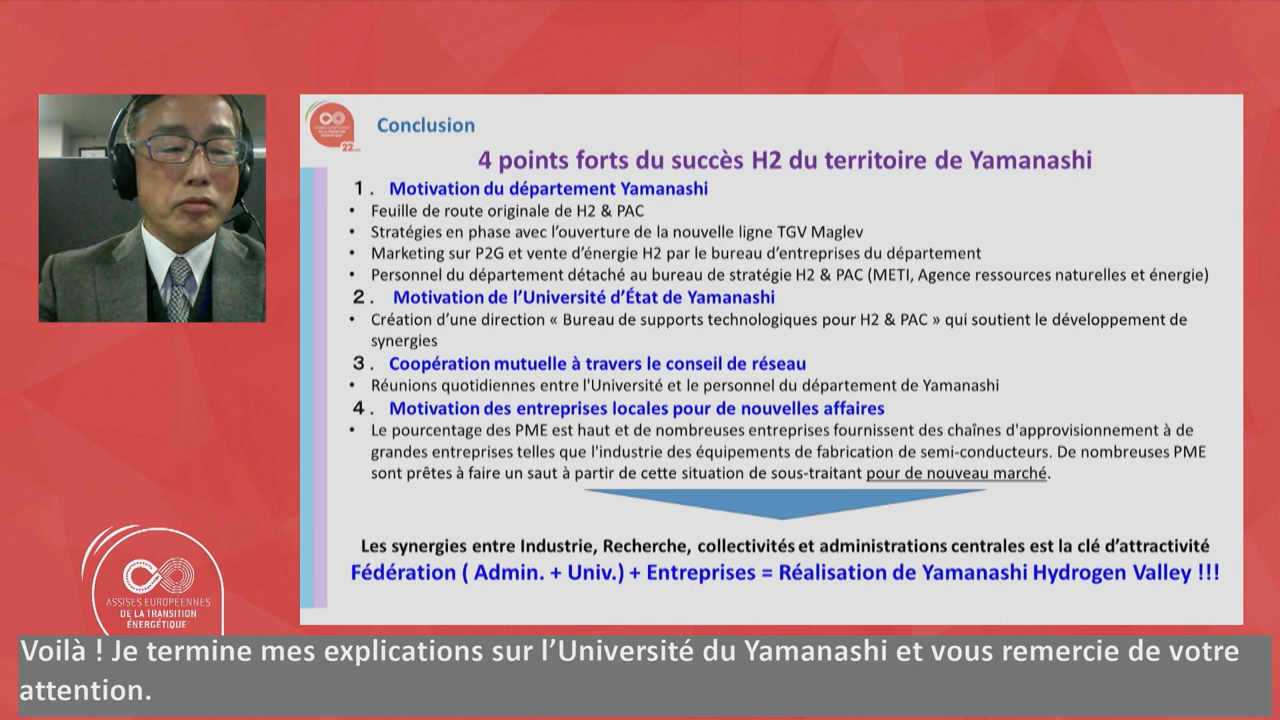 Conclusion
4 points forts du succès H2 du territoire de Yamanashi
１． Motivation du département Yamanashi
• Feuille de route originale de H2 & PAC
• Stratégies en phase avec l’ouverture de la nouvelle ligne TGV Maglev
• Marketing sur P2G et vente d’énergie H2 par le bureau d’entreprises du département
• Personnel du département détaché au bureau de stratégie H2 & PAC (METI, Agence ressources naturelles et énergie)
２． Motivation de l’Université d’État de Yamanashi
• Création d’une direction « Bureau de supports technologiques pour H2 & PAC » qui soutient le développement de
synergies
３． Coopération mutuelle à travers le conseil de réseau
• Réunions quotidiennes entre l'Université et le personnel du département de Yamanashi
４． Motivation des entreprises locales pour de nouvelles affaires
• Le pourcentage des PME est haut et de nombreuses entreprises fournissent des chaînes d'approvisionnement à de
grandes entreprises telles que l'industrie des équipements de fabrication de semi-conducteurs. De nombreuses PME
sont prêtes à faire un saut à partir de cette situation de sous-traitant pour de nouveau marché.
Les synergies entre Industrie, Recherche, collectivités et administrations centrales est la clé d’attractivité
Fédération ( Admin. + Univ.) + Entreprises = Réalisation de Yamanashi Hydrogen Valley !!!
22
ASSISES EUROPÉENNES
DE LA TRANSITION
ÉNERGÉTIQUE
Voilà ! Je termine mes explications sur l’Université du Yamanashi et vous remercie de votre
attention.